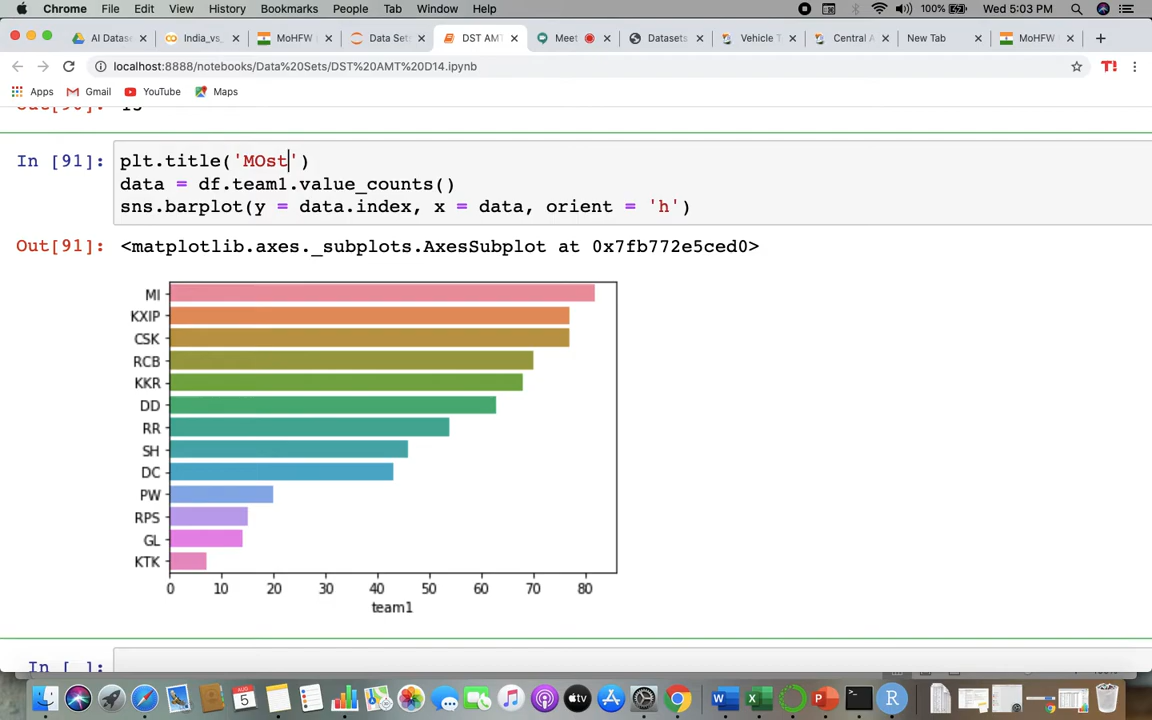 Chrome File Edit View History Bookmarks People Tab Window Help 100% Wed 5:03 PM
AI Datase India_vs_ MoHFW Data Set DST AMT Meet Datasets Vehicle T Central A New Tab MoHFW
localhost:8888/notebooks/Data%20Sets/DST%20AMT%20D14.ipynb T!
Apps Gmail YouTube Maps
In [91]: plt.title('MOst')
data = df.team1.value_counts()
sns.barplot(y = data.index, x = data, orient = 'h')
Out[91]: <matplotlib.axes._subplots.AxesSubplot at 0x7fb772e5ced0>
MI
KXIP
CSK
RCB
KKR
DD
RR
SH
DC
PW
RPS
GL
KTK
0 10 20 30 40 50 60 70 80
team1
In [ ]:
AUG
5
tv
W X P R